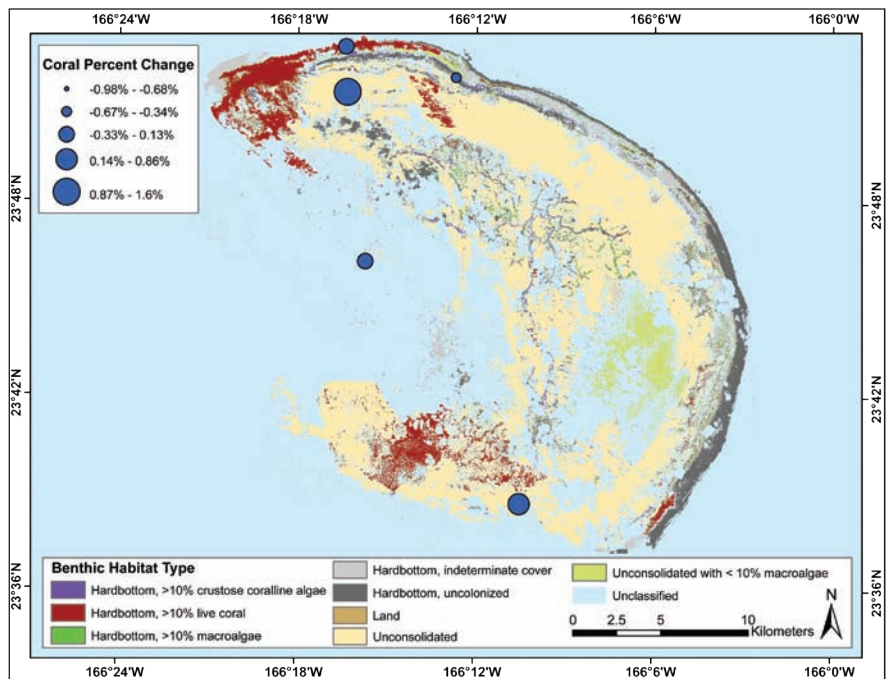 166°24'W 166°18'W 166°12'W 166°6'W 166°0'W
Coral Percent Change
-0.98% - -0.68%
-0.67% - -0.34%
-0.33% - 0.13%
0.14% - 0.86%
0.87% - 1.6%
23°48'N 23°48'N
23°42'N 23°42'N
23°36'N 23°36'N
Benthic Habitat Type
Hardbottom, >10% crustose coralline algae
Hardbottom, >10% live coral
Hardbottom, >10% macroalgae
Hardbottom, indeterminate cover
Hardbottom, uncolonized
Land
Unconsolidated
Unconsolidated with < 10% macroalgae
Unclassified
N
0 2.5 5 10
Kilometers
166°24'W 166°18'W 166°12'W 166°6'W 166°0'W